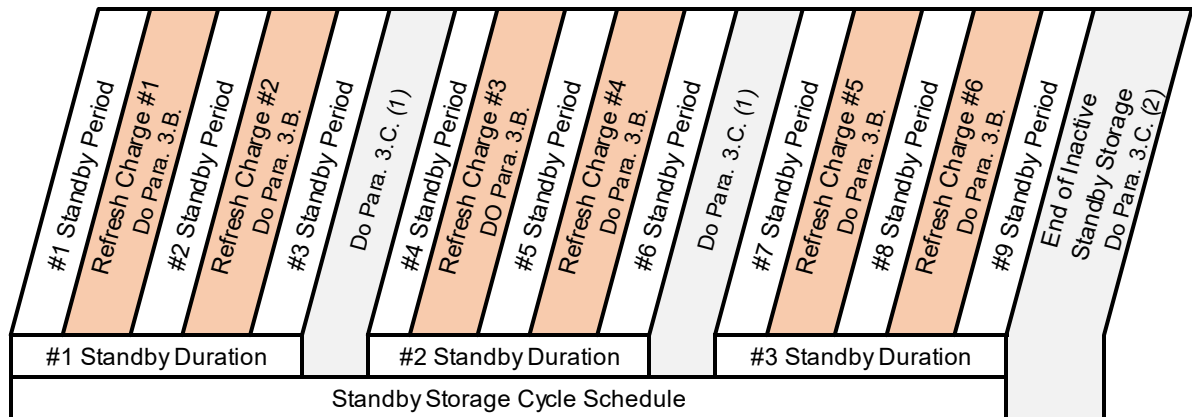 #1 Standby Period
Refresh Charge #1
Do Para. 3.B.
#2 Standby Period
Refresh Charge #2
Do Para. 3.B.
#3 Standby Period
Do Para. 3.C. (1)
#4 Standby Period
Refresh Charge #3
DO Para. 3.B.
#5 Standby Period
Refresh Charge #4
Do Para. 3.B.
#6 Standby Period
Do Para. 3.C. (1)
#7 Standby Period
Refresh Charge #5
Do Para. 3.B.
#8 Standby Period
Refresh Charge #6
Do Para. 3.B.
#9 Standby Period
End of Inactive
Standby Storage
Do Para. 3.C. (2)
#1 Standby Duration
#2 Standby Duration
#3 Standby Duration
Standby Storage Cycle Schedule